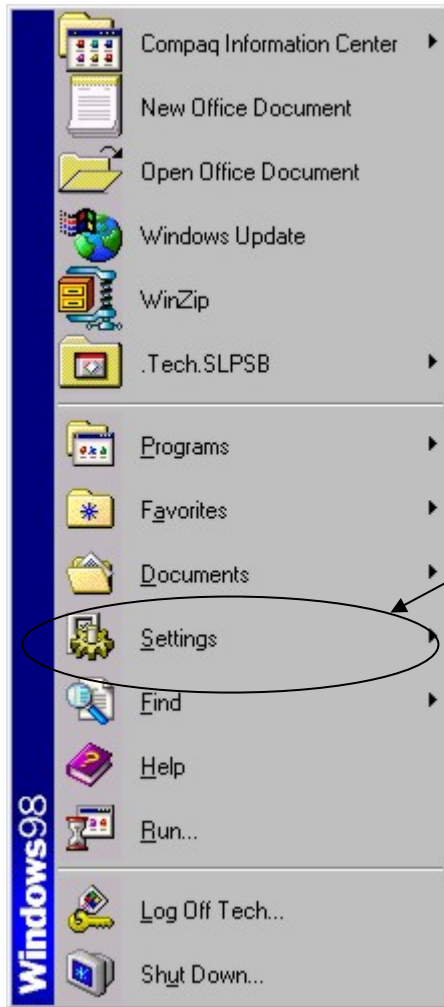 Compaq Information Center
New Office Document
Open Office Document
Windows Update
WinZip
.Tech.SLPSB
Programs
Favorites
Documents
Settings
Find
Help
Run...
Log Off Tech...
Shut Down...
Windows98